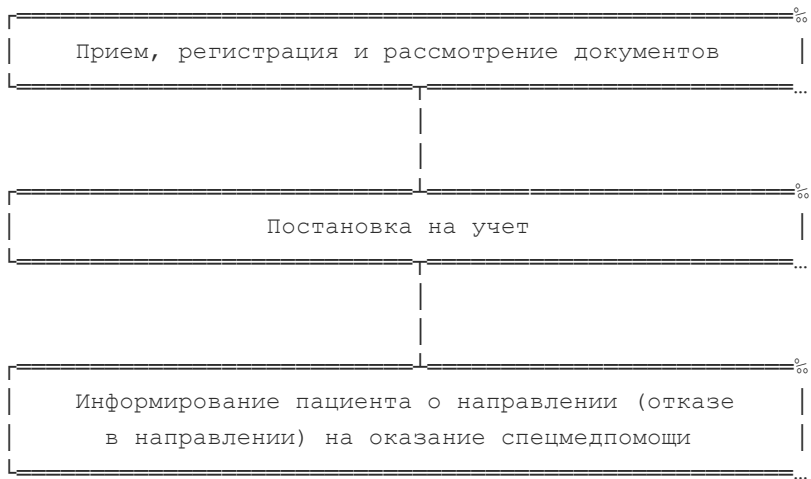 Прием, регистрация и рассмотрение документов
Постановка на учет
Информирование пациента о направлении (отказе
в направлении) на оказание спецмедпомощи